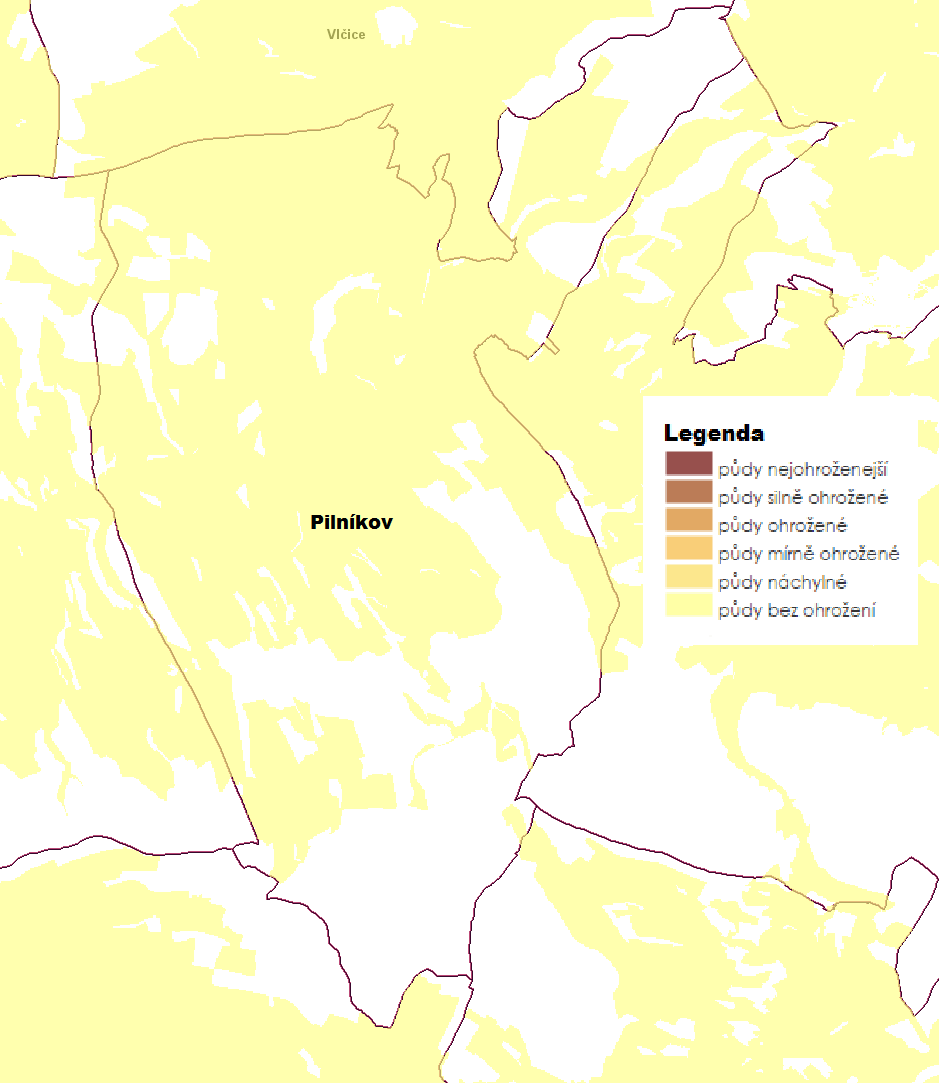 Vlčice
Legenda
půdy nejohroženejší
půdy silně ohrožené
půdy ohrožené
Pilníkov
půdy mírně ohrožené
půdy náchylné
půdy bez ohrožení